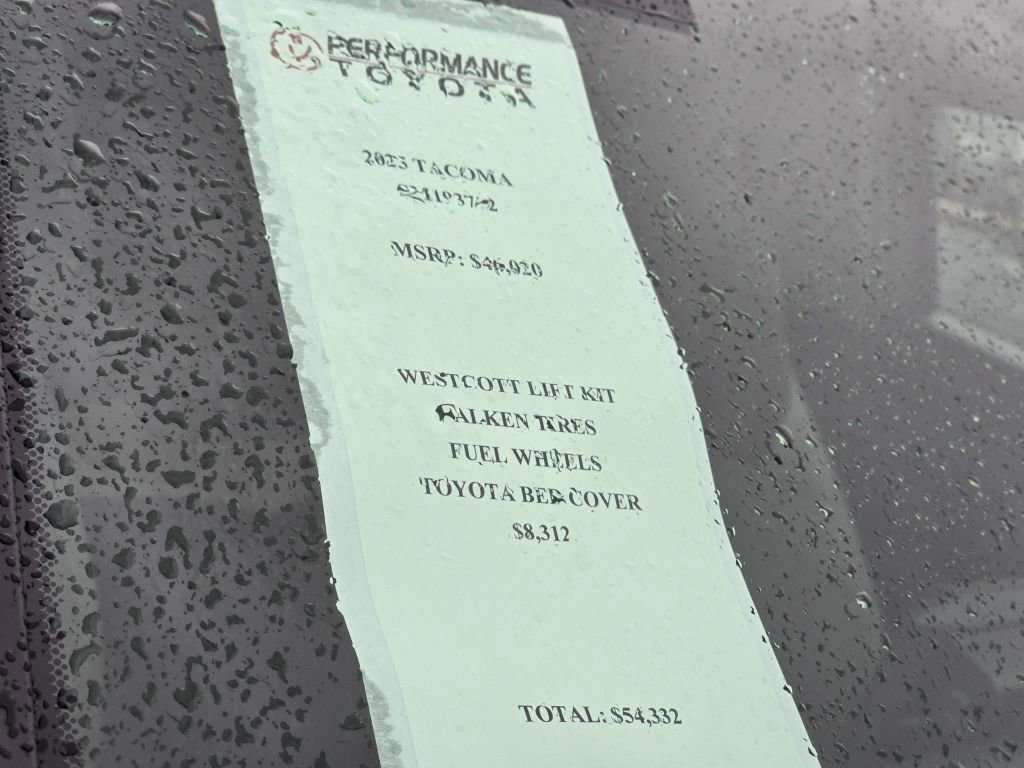 PERFORMANCE
TOYOTA
2023 TACOMA
MSRP: $46,020
WESTCOTT LIFT KIT
FALKEN TIRES
FUEL WHEELS
TOYOTA BED COVER
$8,312
TOTAL: $54,332